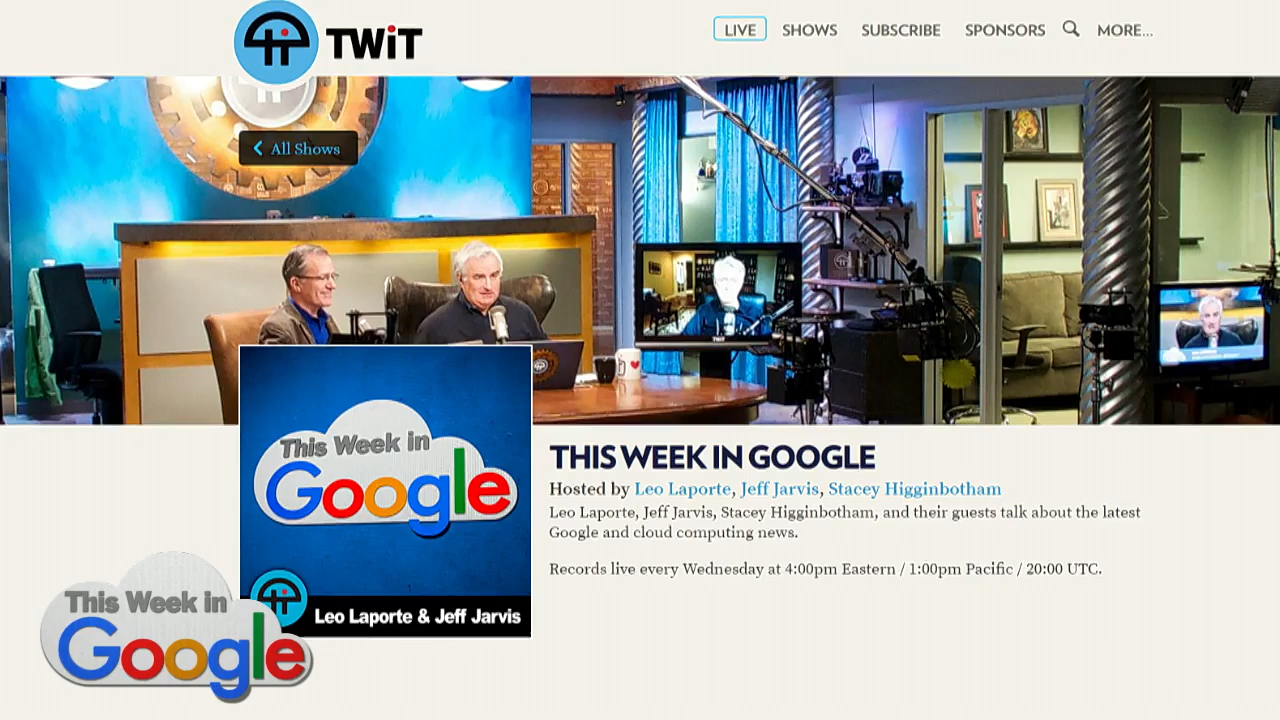 TWiT
LIVE
SHOWS
SUBSCRIBE
SPONSORS
MORE...
All Shows
TWiT
This Week in
Google
Leo Laporte & Jeff Jarvis
THIS WEEK IN GOOGLE
Hosted by Leo Laporte, Jeff Jarvis, Stacey Higginbotham
Leo Laporte, Jeff Jarvis, Stacey Higginbotham, and their guests talk about the latest
Google and cloud computing news.
Records live every Wednesday at 4:00pm Eastern / 1:00pm Pacific / 20:00 UTC.
This Week in
Google